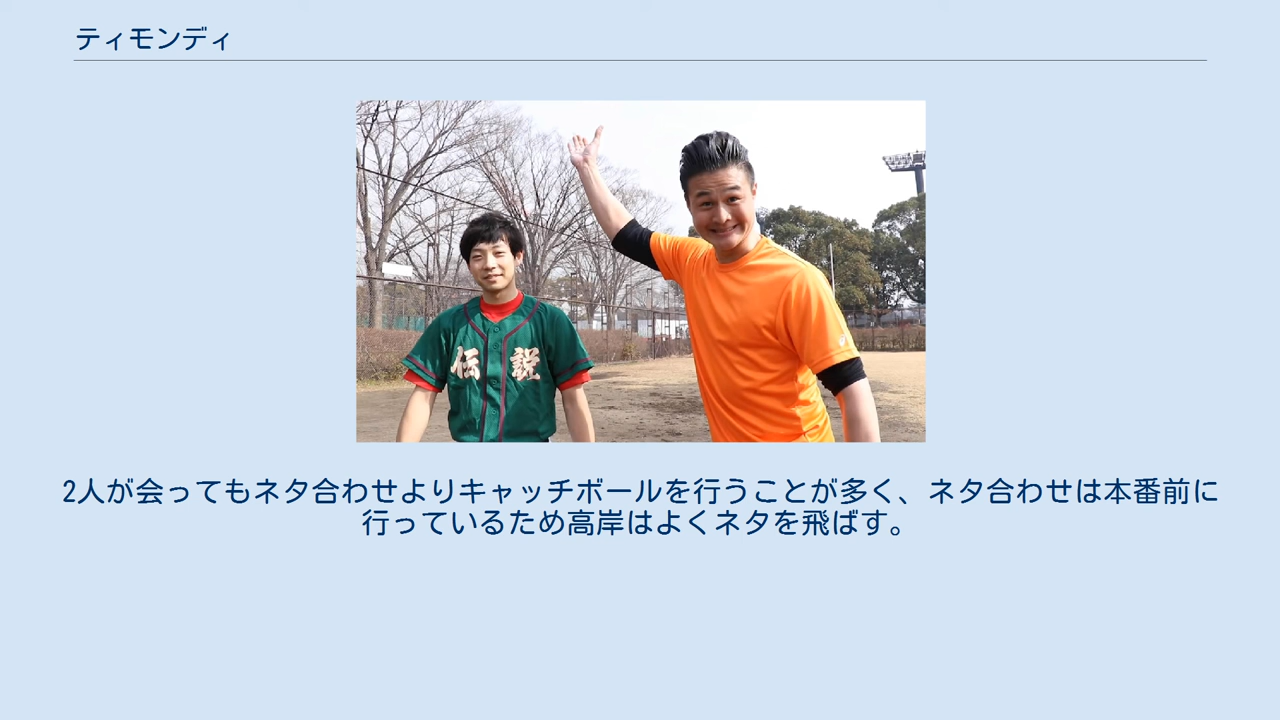 ティモンディ
伝説
2人が会ってもネタ合わせよりキャッチボールを行うことが多く、ネタ合わせは本番前に
行っているため高岸はよくネタを飛ばす。